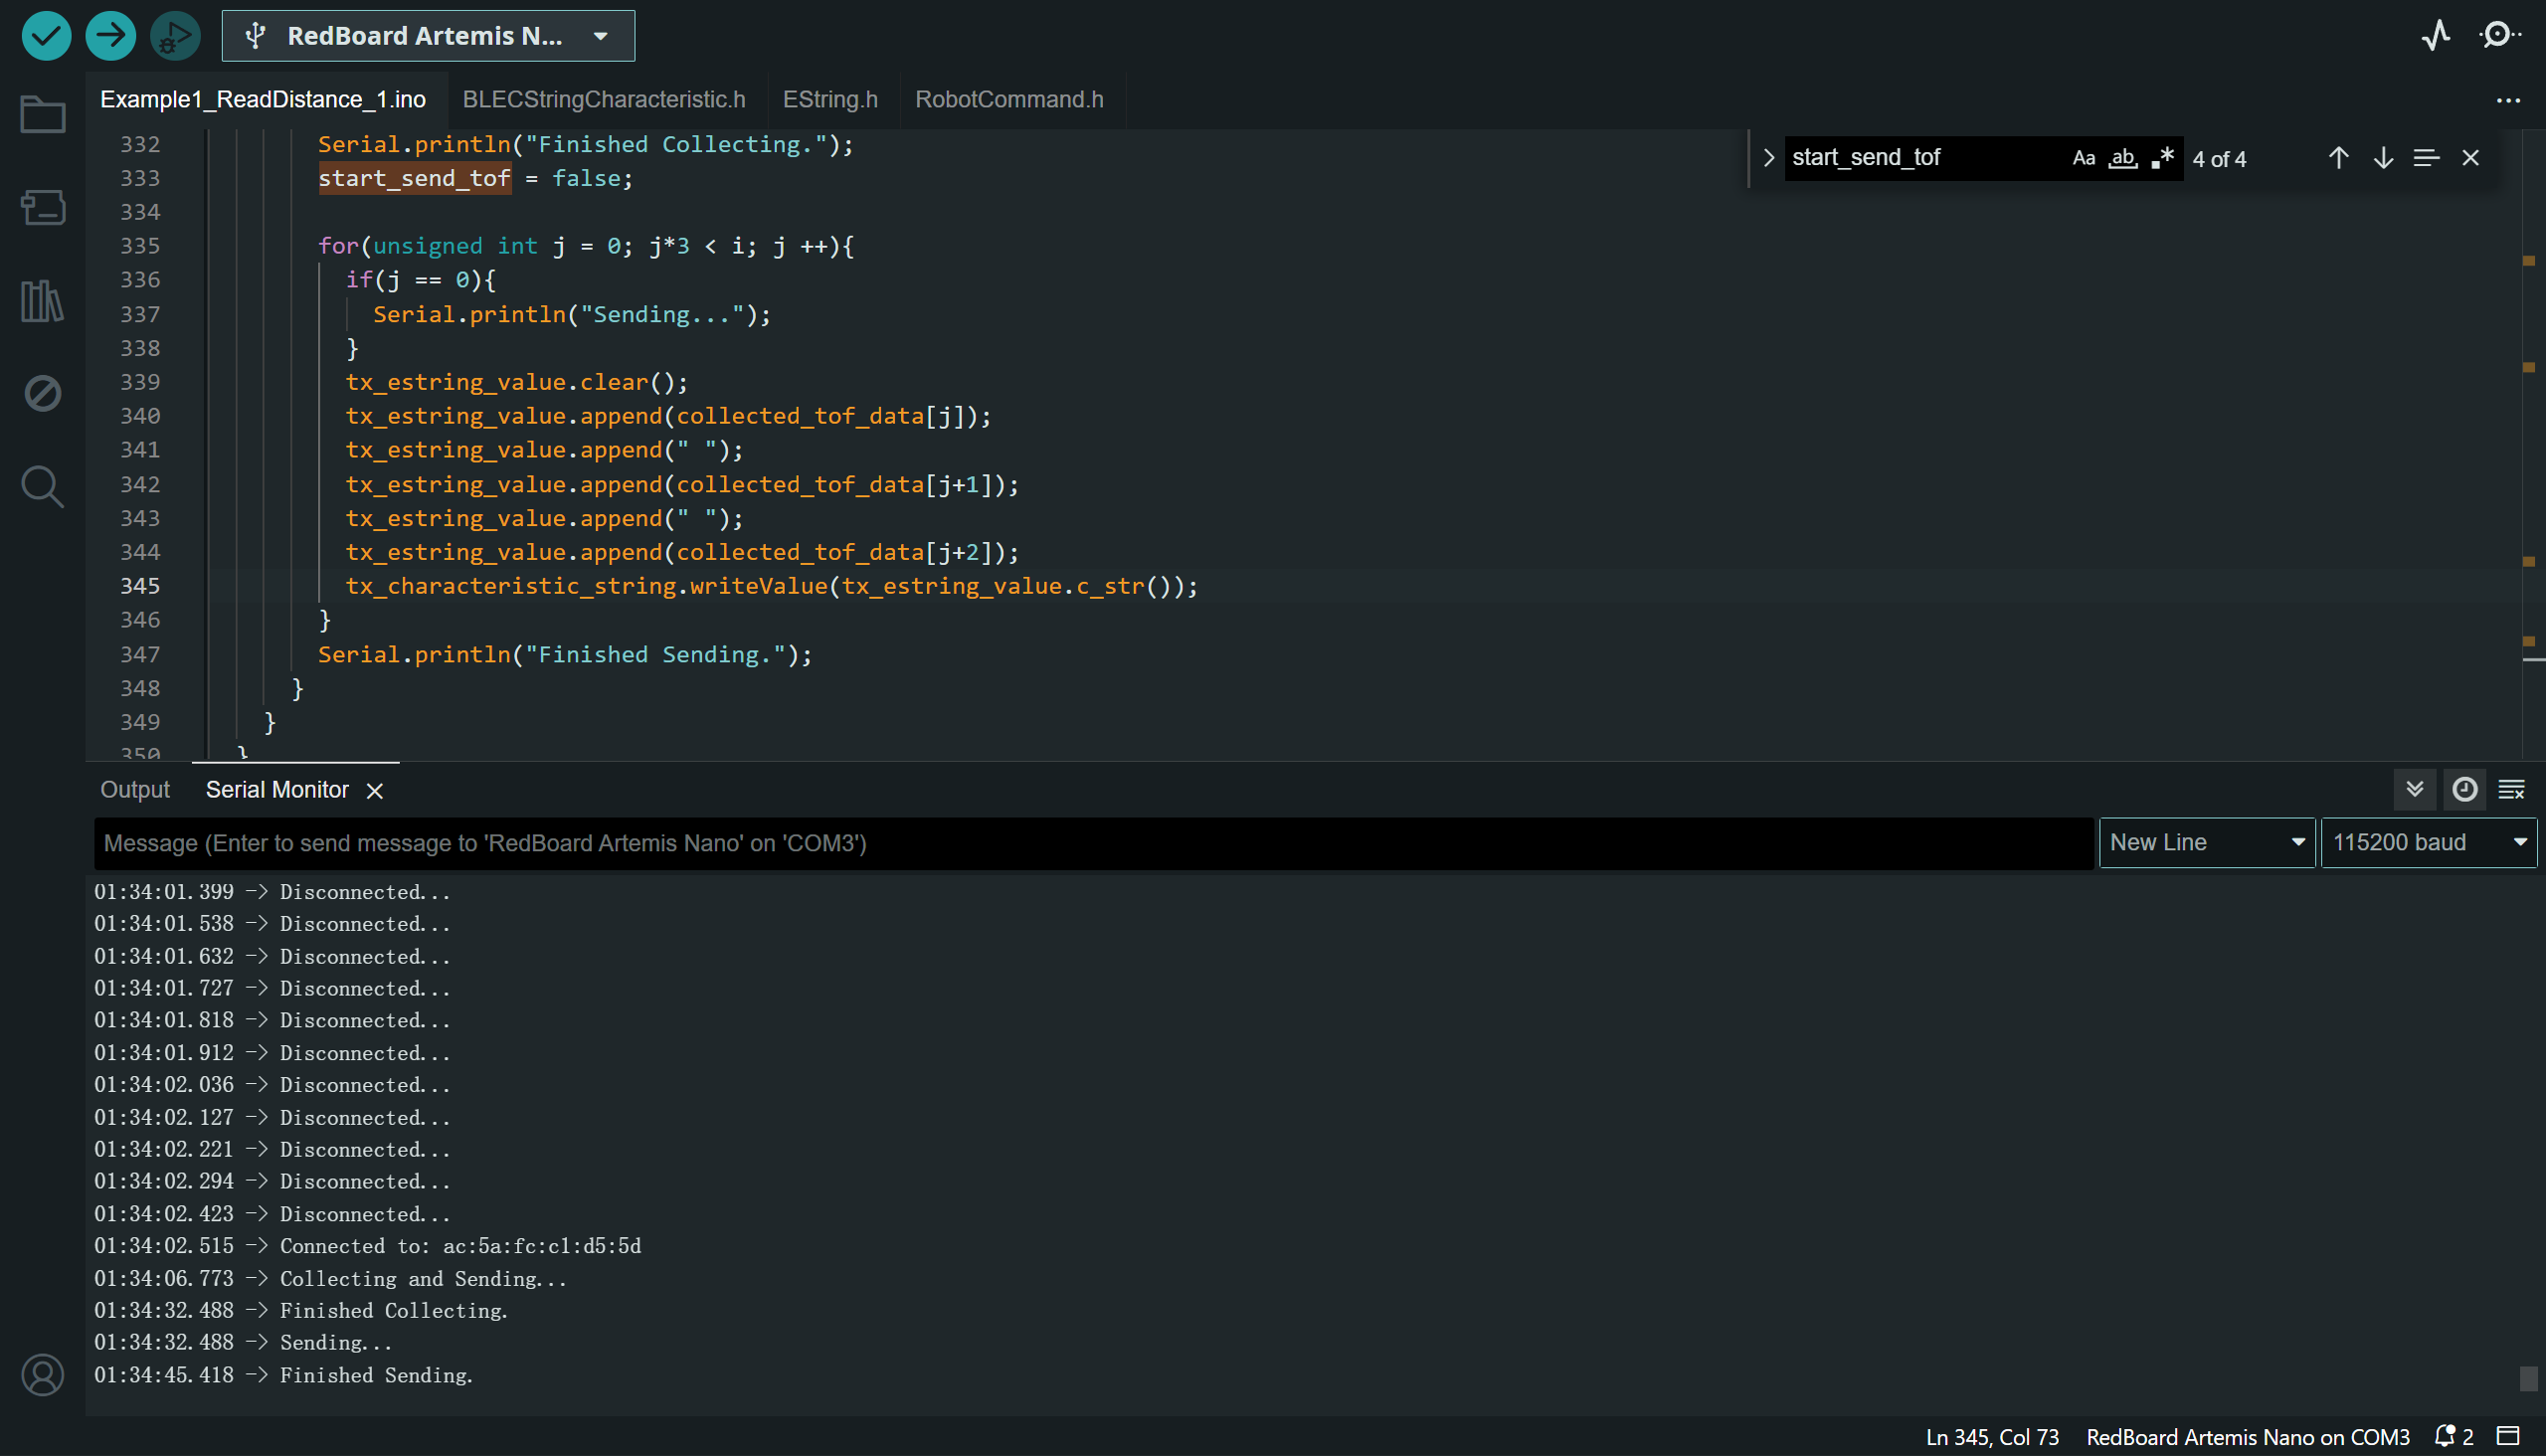 RedBoard Artemis N...
Example1_ReadDistance_1.ino BLECStringCharacteristic.h EString.h RobotCommand.h
start_send_tof Aa ab 4 of 4
332 Serial.println("Finished Collecting.");
333 start_send_tof = false;
334
335 for(unsigned int j = 0; j*3 < i; j ++){
336 if(j == 0){
337 Serial.println("Sending...");
338 }
339 tx_estring_value.clear();
340 tx_estring_value.append(collected_tof_data[j]);
341 tx_estring_value.append(" ");
342 tx_estring_value.append(collected_tof_data[j+1]);
343 tx_estring_value.append(" ");
344 tx_estring_value.append(collected_tof_data[j+2]);
345 tx_characteristic_string.writeValue(tx_estring_value.c_str());
346 }
347 Serial.println("Finished Sending.");
348 }
349 }
350 }
Output Serial Monitor
Message (Enter to send message to 'RedBoard Artemis Nano' on 'COM3') New Line 115200 baud
01:34:01.399 -> Disconnected...
01:34:01.538 -> Disconnected...
01:34:01.632 -> Disconnected...
01:34:01.727 -> Disconnected...
01:34:01.818 -> Disconnected...
01:34:01.912 -> Disconnected...
01:34:02.036 -> Disconnected...
01:34:02.127 -> Disconnected...
01:34:02.221 -> Disconnected...
01:34:02.294 -> Disconnected...
01:34:02.423 -> Disconnected...
01:34:02.515 -> Connected to: ac:5a:fc:c1:d5:5d
01:34:06.773 -> Collecting and Sending...
01:34:32.488 -> Finished Collecting.
01:34:32.488 -> Sending...
01:34:45.418 -> Finished Sending.
Ln 345, Col 73 RedBoard Artemis Nano on COM3 2